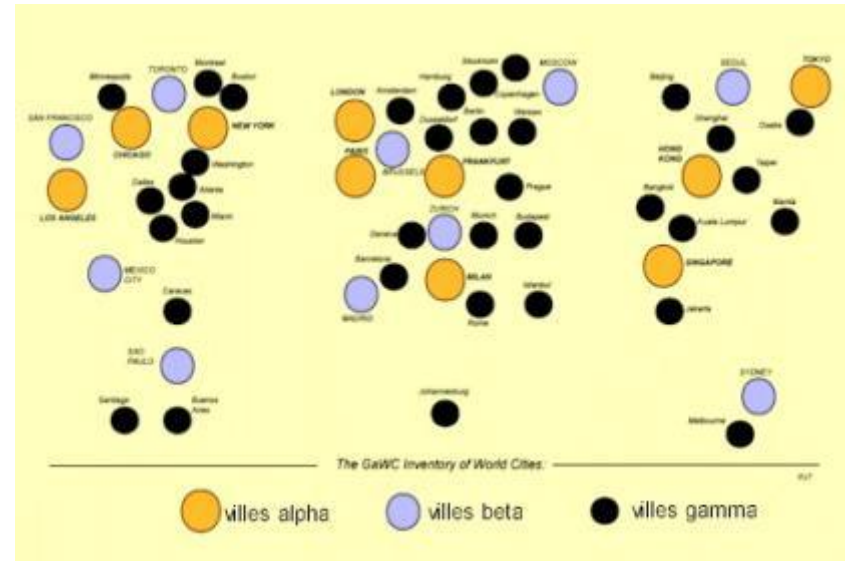 Stockholm
MOSCOW
SEOUL
TOKYO
Montreal
TORONTO
Minneapolis
Boston
Hamburg
Beijing
LONDON
Amsterdam
Copenhagen
SAN FRANCISCO
NEW YORK
Dusseldorf
Berlin
Warsaw
Shanghai
Osaka
CHICAGO
PARIS
BRUSSELS
FRANKFURT
HONG
KONG
Washington
Taipei
Dallas
Atlanta
Prague
Bangkok
LOS ANGELES
Miami
ZURICH
Munich
Budapest
Manila
Houston
Geneva
Kuala Lumpur
Barcelona
SINGAPORE
MEXICO
CITY
MILAN
Istanbul
Caracas
MADRID
Rome
Jakarta
SAO
PAULO
SYDNEY
Santiago
Buenos
Aires
Johannesburg
Melbourne
The GaWC Inventory of World Cities.
villes alpha
villes beta
villes gamma